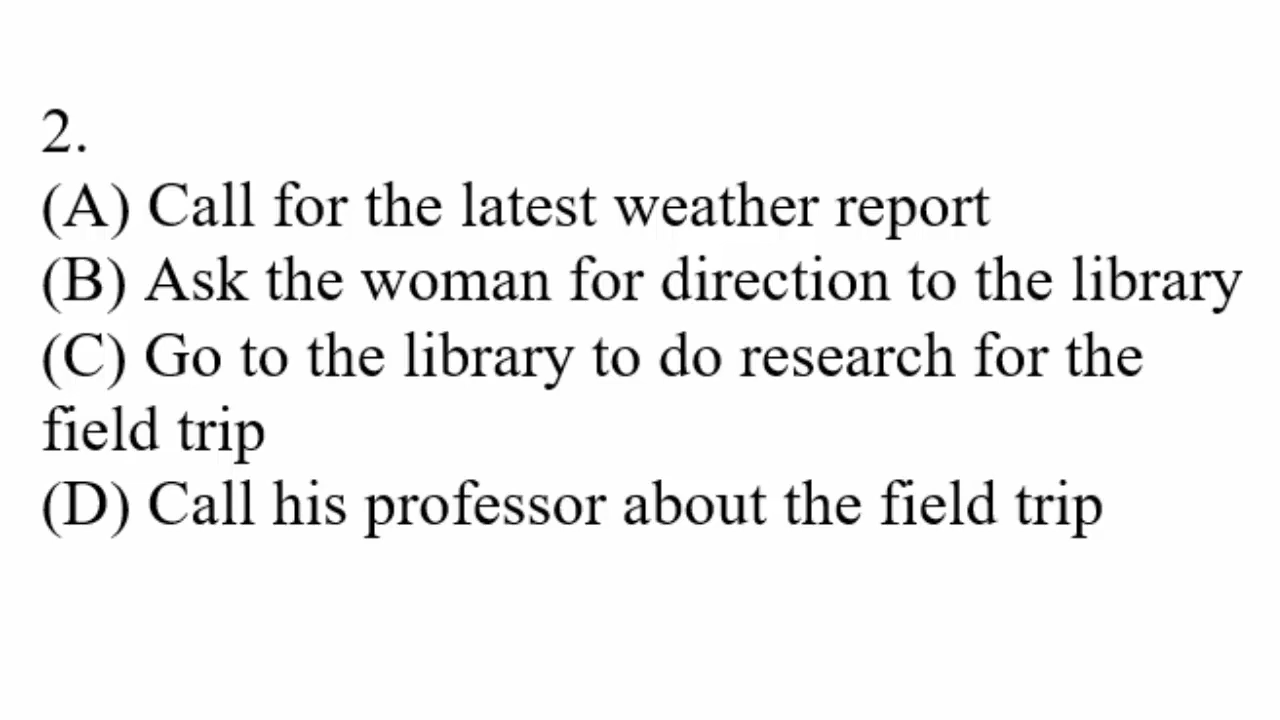 2.
(A) Call for the latest weather report
(B) Ask the woman for direction to the library
(C) Go to the library to do research for the
field trip
(D) Call his professor about the field trip